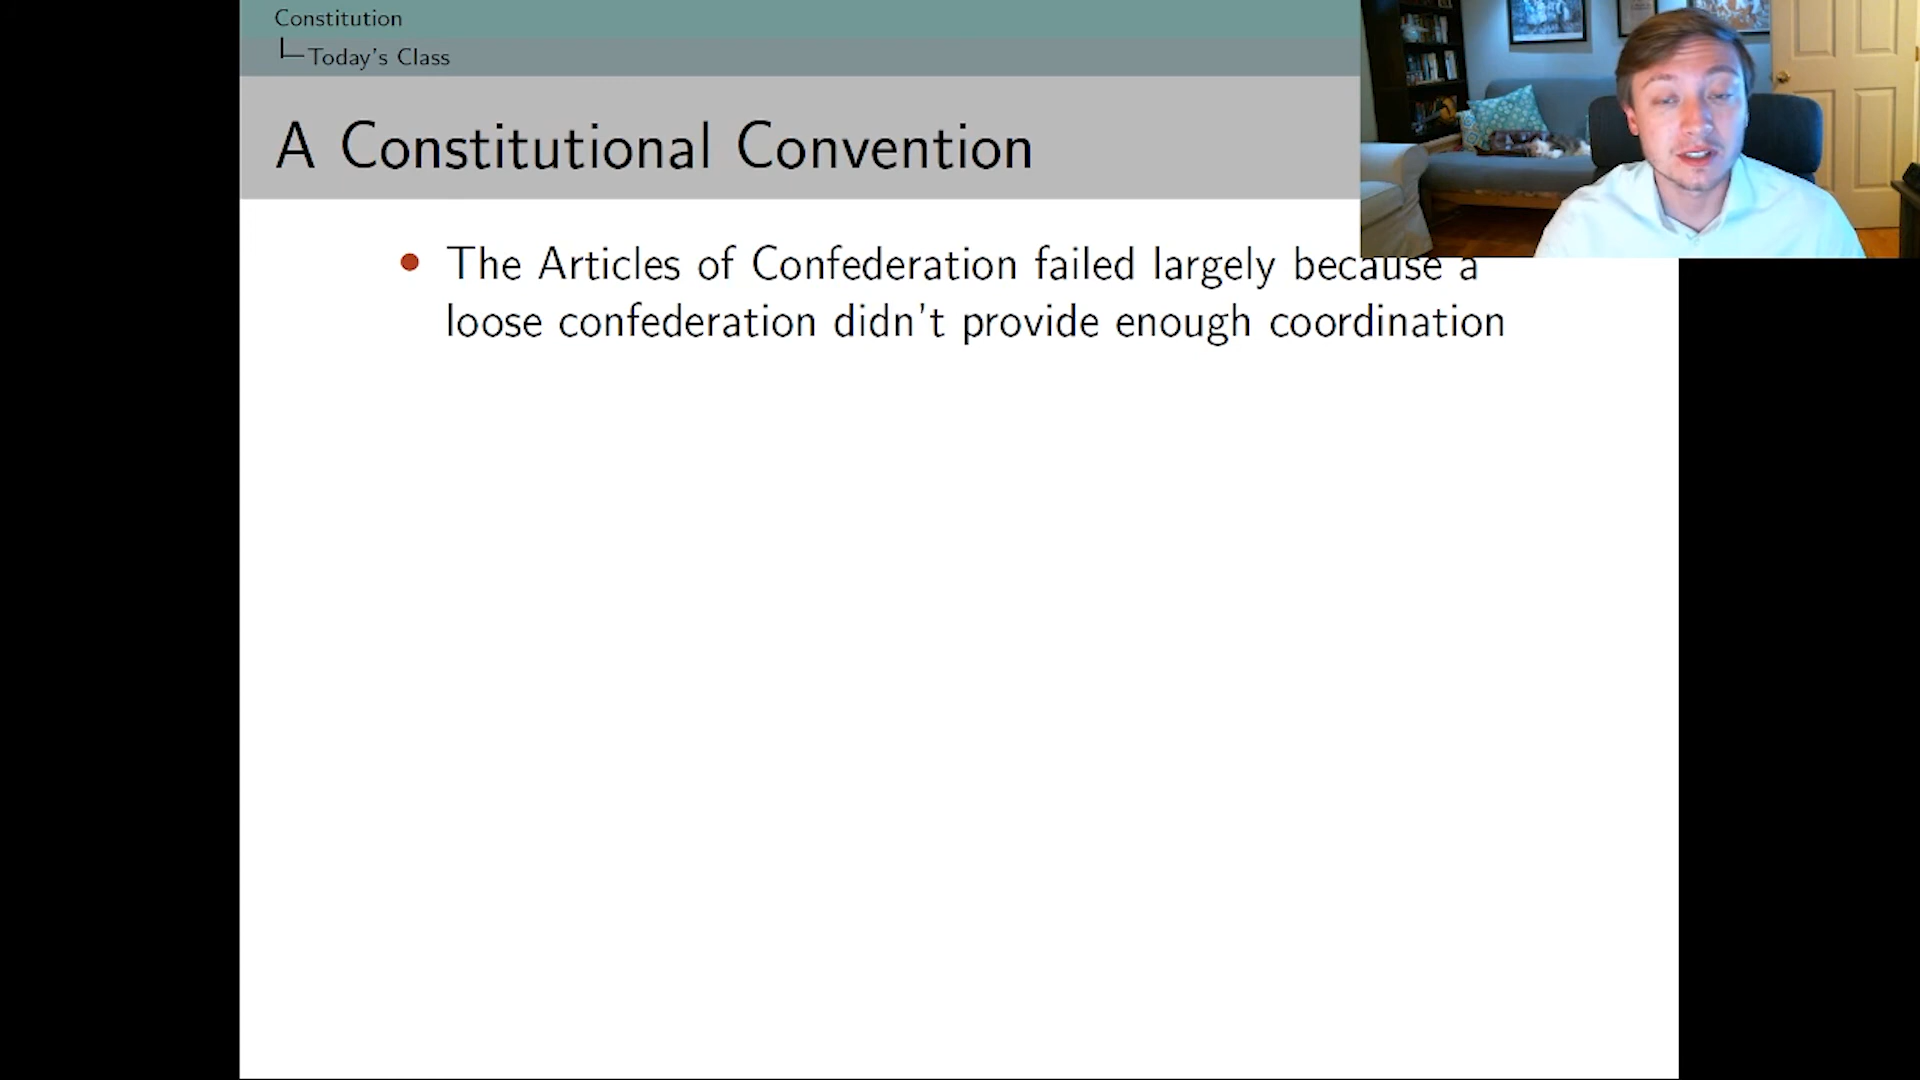 Constitution
Today's Class
A Constitutional Convention
The Articles of Confederation failed largely because a
loose confederation didn't provide enough coordination